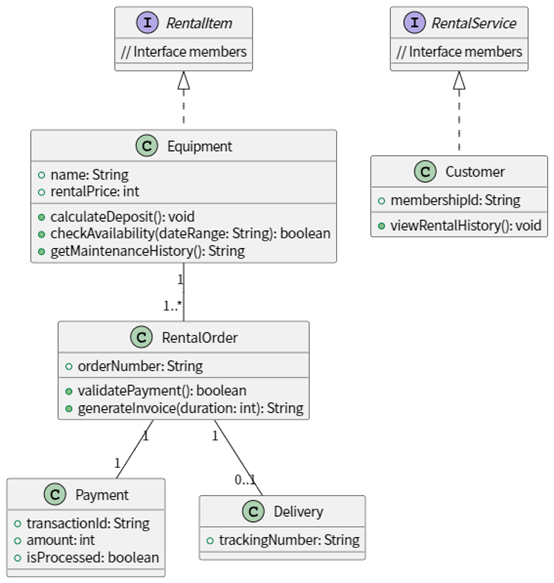 I RentalItem
// Interface members
I RentalService
// Interface members
C Equipment
name: String
rentalPrice: int
calculateDeposit(): void
checkAvailability(dateRange: String): boolean
getMaintenanceHistory(): String
C Customer
membershipId: String
viewRentalHistory(): void
1
1..*
C RentalOrder
orderNumber: String
validatePayment(): boolean
generateInvoice(duration: int): String
1
1
1
0..1
C Payment
transactionId: String
amount: int
isProcessed: boolean
C Delivery
trackingNumber: String